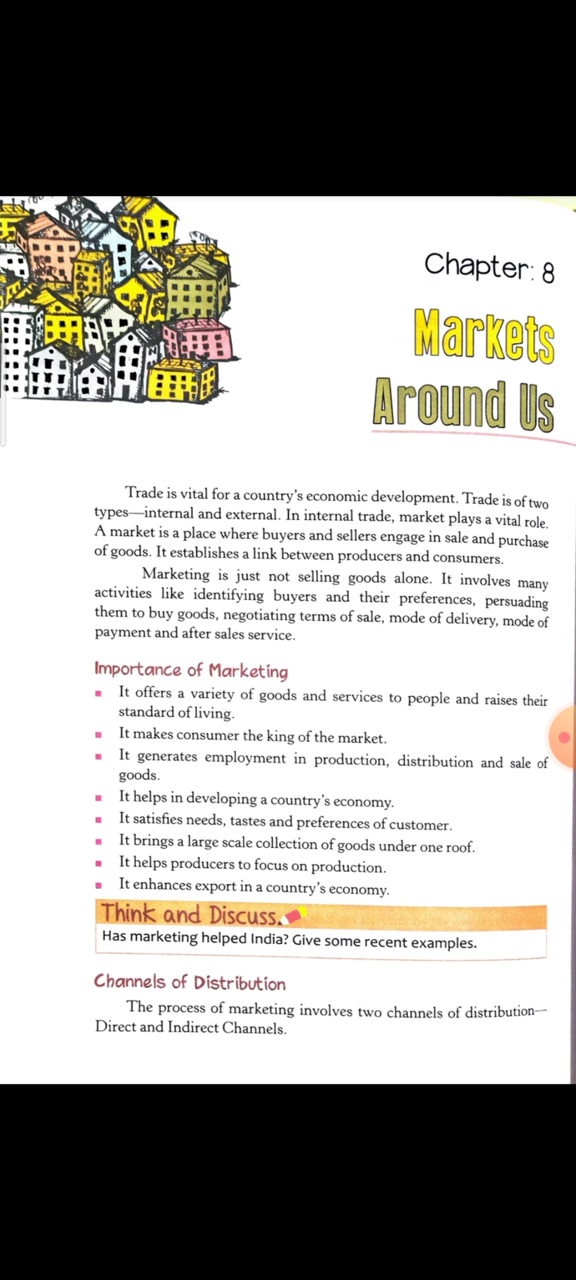 Chapter: 8
Markets
Around Us
Trade is vital for a country's economic development. Trade is of two
types—internal and external. In internal trade, market plays a vital role.
A market is a place where buyers and sellers engage in sale and purchase
of goods. It establishes a link between producers and consumers.
Marketing is just not selling goods alone. It involves many
activities like identifying buyers and their preferences, persuading
them to buy goods, negotiating terms of sale, mode of delivery, mode of
payment and after sales service.
Importance of Marketing
▪ It offers a variety of goods and services to people and raises their
standard of living.
▪ It makes consumer the king of the market.
▪ It generates employment in production, distribution and sale of
goods.
▪ It helps in developing a country's economy.
▪ It satisfies needs, tastes and preferences of customer.
▪ It brings a large scale collection of goods under one roof.
▪ It helps producers to focus on production.
▪ It enhances export in a country's economy.
Think and Discuss
Has marketing helped India? Give some recent examples.
Channels of Distribution
The process of marketing involves two channels of distribution—
Direct and Indirect Channels.